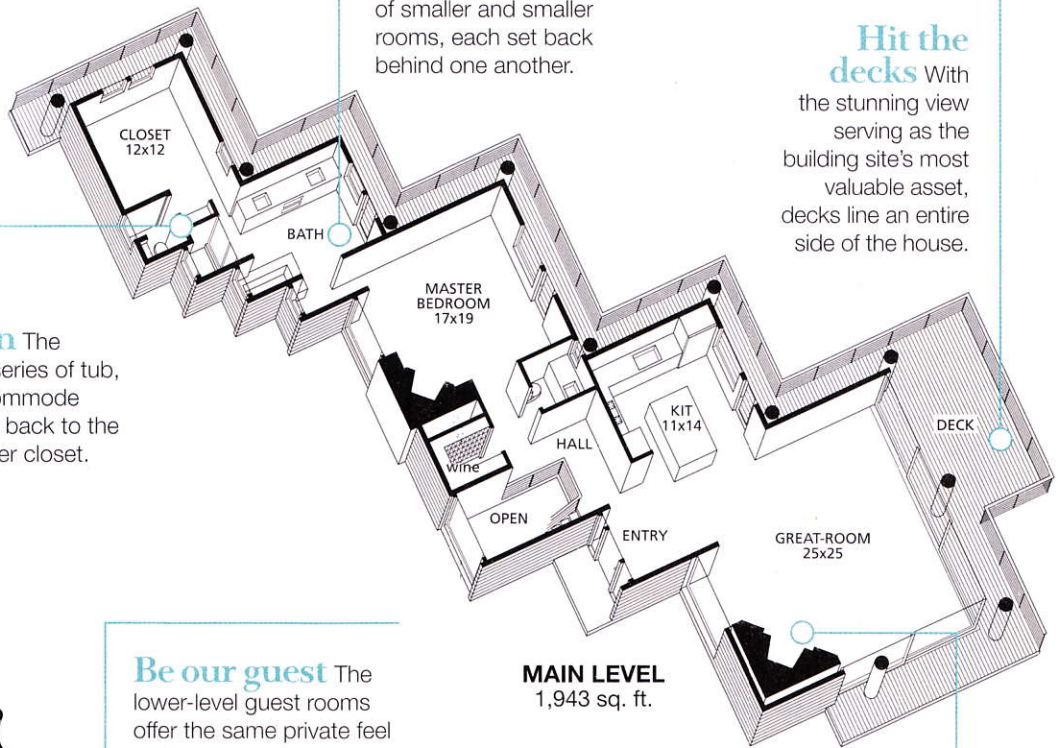 of smaller and smaller
rooms, each set back
behind one another.
Hit the
decks With
the stunning view
serving as the
building site's most
valuable asset,
decks line an entire
side of the house.
CLOSET
12x12
BATH
MASTER
BEDROOM
17x19
n The
series of tub,
ommode
back to the
er closet.
KIT
11x14
DECK
HALL
wine
OPEN
ENTRY
GREAT-ROOM
25x25
Be our guest The
lower-level guest rooms
offer the same private feel
MAIN LEVEL
1,943 sq. ft.